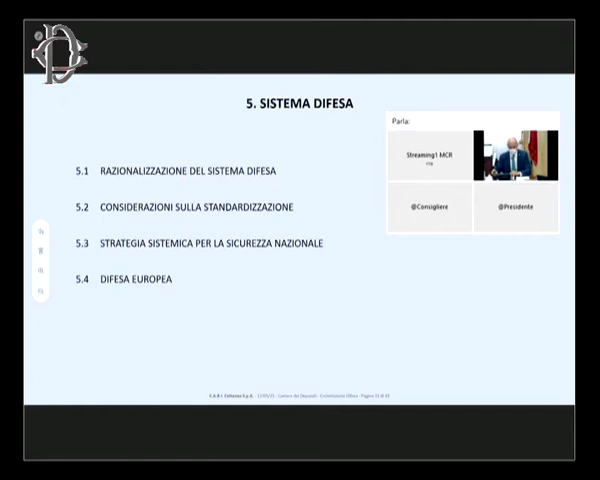 5. SISTEMA DIFESA
Parla:
Streaming1 MCR
@Consigliere @Presidente
5.1 RAZIONALIZZAZIONE DEL SISTEMA DIFESA
5.2 CONSIDERAZIONI SULLA STANDARDIZZAZIONE
5.3 STRATEGIA SISTEMICA PER LA SICUREZZA NAZIONALE
5.4 DIFESA EUROPEA